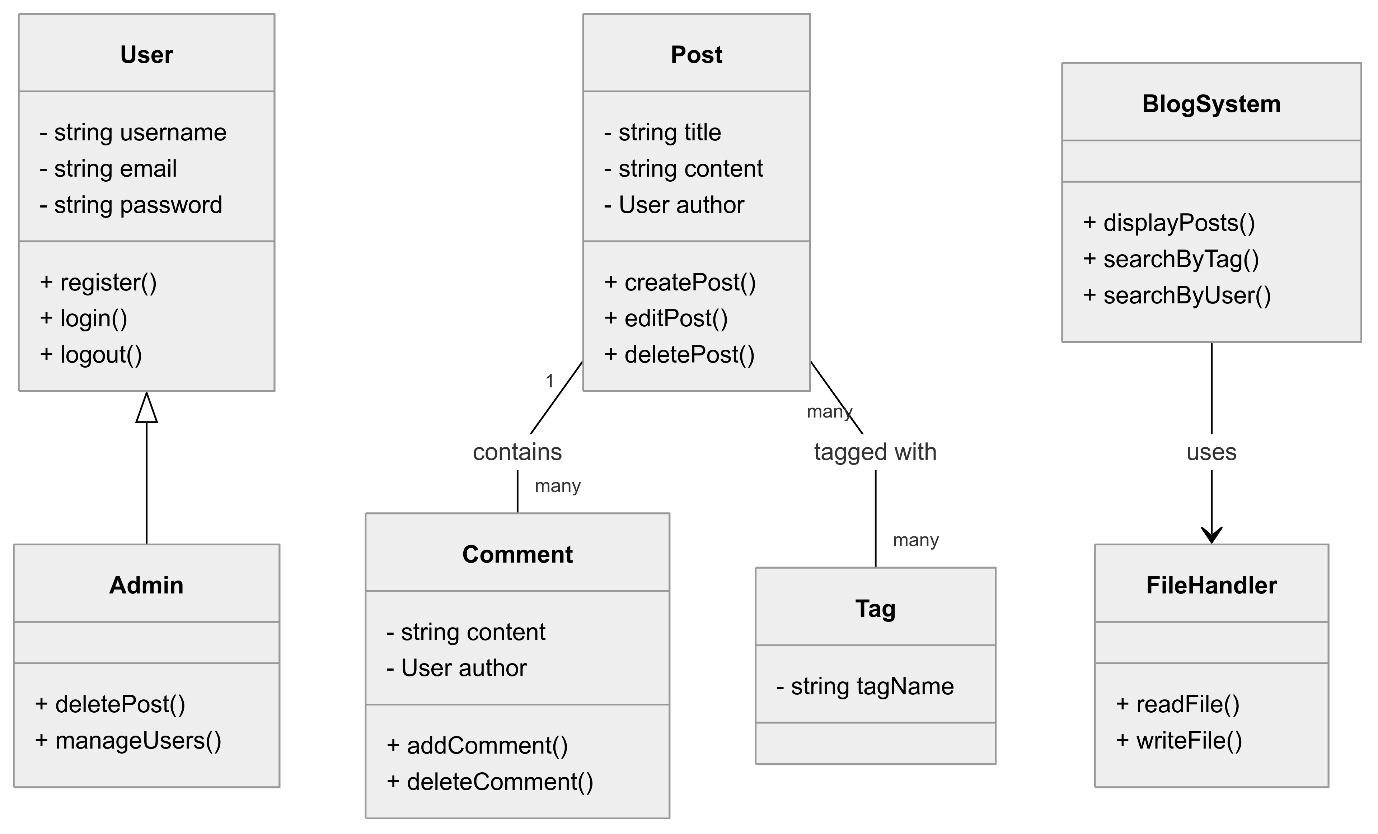 User
- string username
- string email
- string password
+ register()
+ login()
+ logout()
Post
- string title
- string content
- User author
+ createPost()
+ editPost()
+ deletePost()
BlogSystem
+ displayPosts()
+ searchByTag()
+ searchByUser()
1
contains
many
many
tagged with
many
uses
Admin
+ deletePost()
+ manageUsers()
Comment
- string content
- User author
+ addComment()
+ deleteComment()
Tag
- string tagName
FileHandler
+ readFile()
+ writeFile()